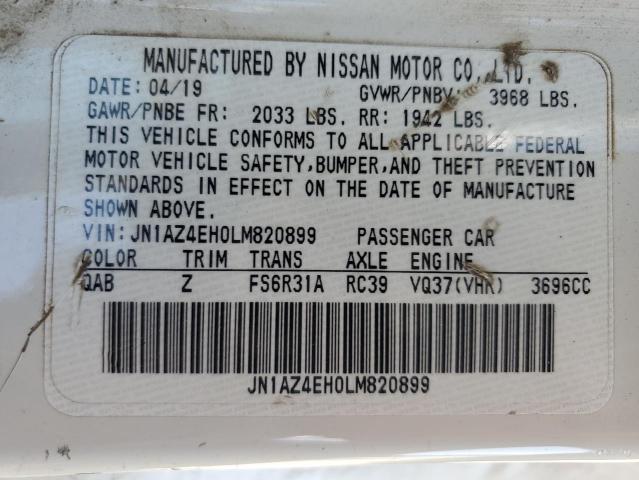 MANUFACTURED BY NISSAN MOTOR CO., LTD.
DATE: 04/19 GVWR/PNBV: 3968 LBS.
GAWR/PNBE FR: 2033 LBS. RR: 1942 LBS.
THIS VEHICLE CONFORMS TO ALL APPLICABLE FEDERAL
MOTOR VEHICLE SAFETY,BUMPER,AND THEFT PREVENTION
STANDARDS IN EFFECT ON THE DATE OF MANUFACTURE
SHOWN ABOVE.
VIN:JN1AZ4EH0LM820899 PASSENGER CAR
COLOR TRIM TRANS AXLE ENGINE
QAB Z FS6R31A RC39 VQ37(VHR) 3696CC
JN1AZ4EH0LM820899